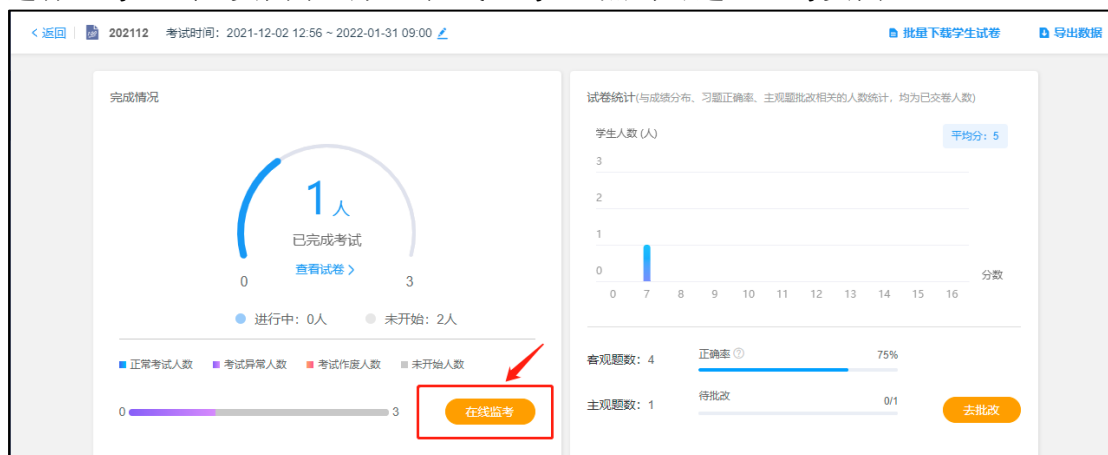 < 返回 202112 考试时间：2021-12-02 12:56 ~ 2022-01-31 09:00 批量下载学生试卷 导出数据
完成情况
1人
已完成考试
查看试卷 >
0 3
进行中：0人 未开始：2人
正常考试人数 考试异常人数 考试作废人数 未开始人数
0 3 在线监考
试卷统计(与成绩分布、习题正确率、主观题批改相关的人数统计，均为已交卷人数)
学生人数 (人) 平均分：5
3
2
1
0 分数
0 7 8 9 10 11 12 13 14 15 16
客观题数：4 正确率 ? 75%
主观题数：1 待批改 0/1 去批改